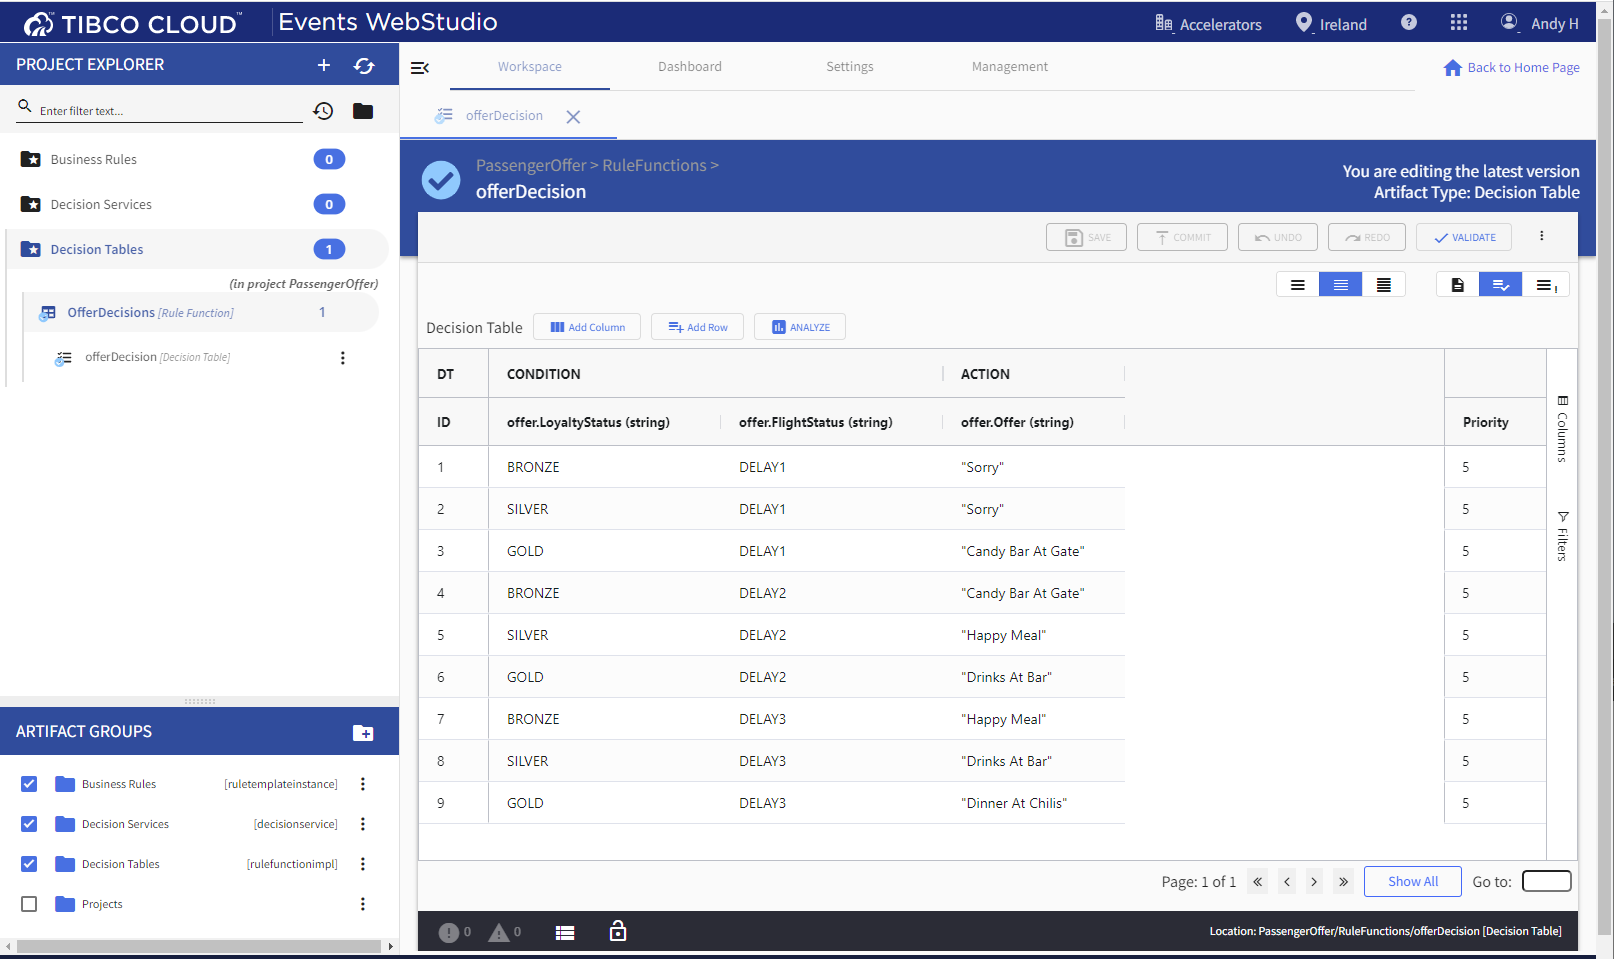 TIBCO CLOUD™ Events WebStudio
Accelerators Ireland ? Andy H
PROJECT EXPLORER +
Enter filter text...
Business Rules 0
Decision Services 0
Decision Tables 1
(in project PassengerOffer)
OfferDecisions [Rule Function] 1
offerDecision [Decision Table]
ARTIFACT GROUPS
Business Rules [ruletemplateinstance]
Decision Services [decisionservice]
Decision Tables [rulefunctionimpl]
Projects
Workspace Dashboard Settings Management Back to Home Page
offerDecision
PassengerOffer > RuleFunctions >
offerDecision
You are editing the latest version
Artifact Type: Decision Table
SAVE COMMIT UNDO REDO VALIDATE
Decision Table Add Column Add Row ANALYZE
DT CONDITION ACTION
ID offer.LoyaltyStatus (string) offer.FlightStatus (string) offer.Offer (string) Priority
1 BRONZE DELAY1 "Sorry" 5
2 SILVER DELAY1 "Sorry" 5
3 GOLD DELAY1 "Candy Bar At Gate" 5
4 BRONZE DELAY2 "Candy Bar At Gate" 5
5 SILVER DELAY2 "Happy Meal" 5
6 GOLD DELAY2 "Drinks At Bar" 5
7 BRONZE DELAY3 "Happy Meal" 5
8 SILVER DELAY3 "Drinks At Bar" 5
9 GOLD DELAY3 "Dinner At Chilis" 5
Columns
Filters
Page: 1 of 1 « ‹ › » Show All Go to:
0 0 Location: PassengerOffer/RuleFunctions/offerDecision [Decision Table]